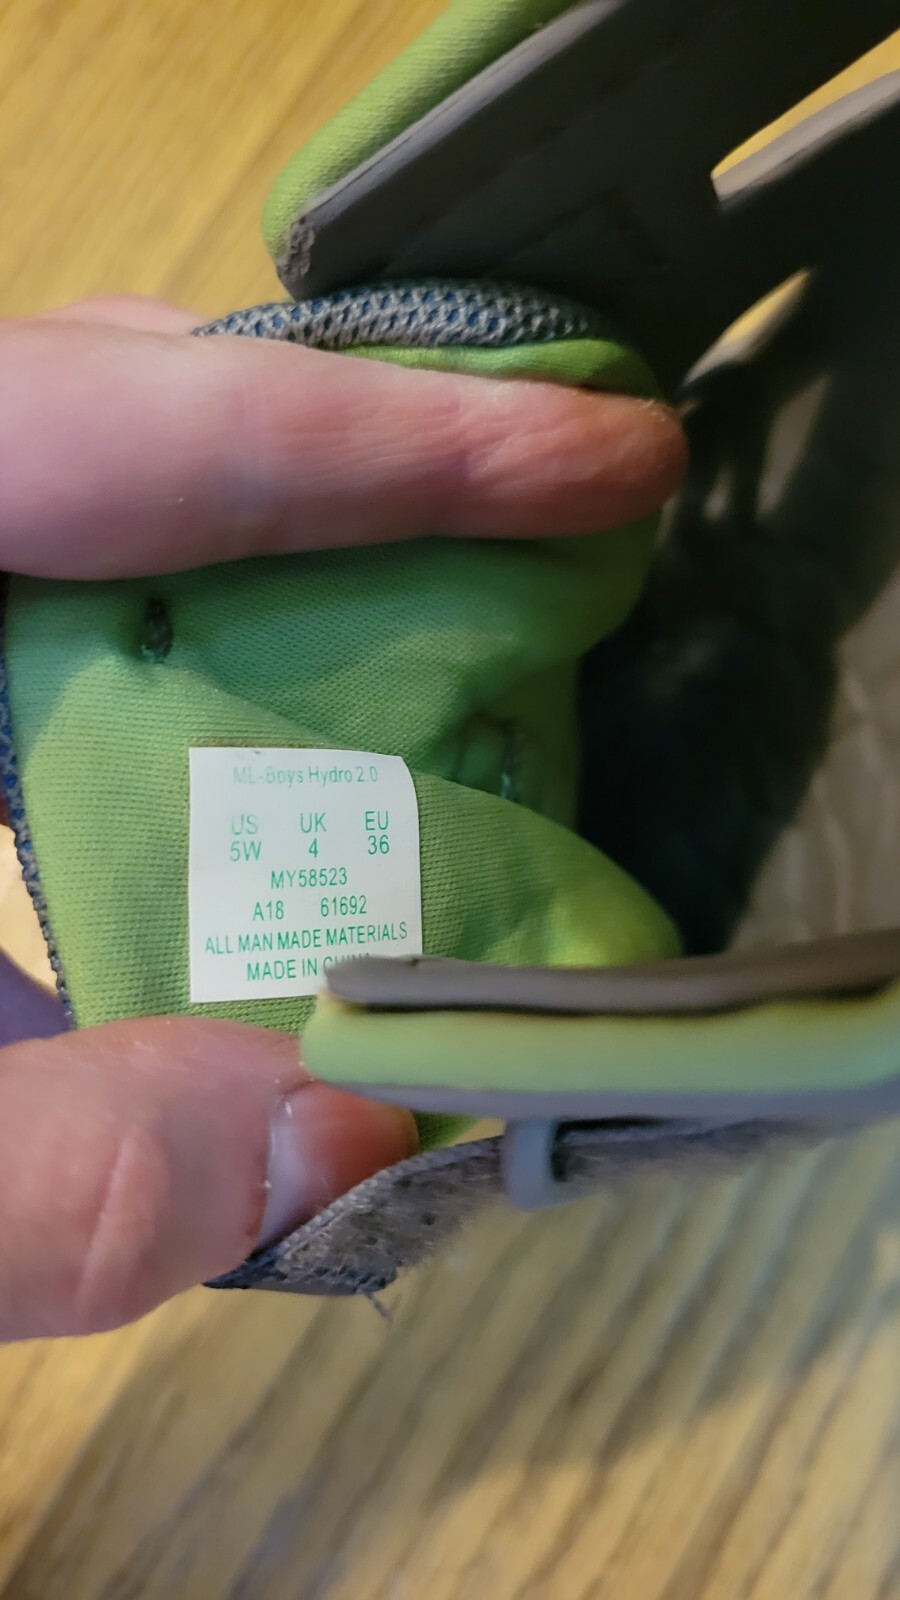 ML-Boys Hydro 2.0
US UK EU
5W 4 36
MY58523
A18 61692
ALL MAN MADE MATERIALS
MADE IN CHINA